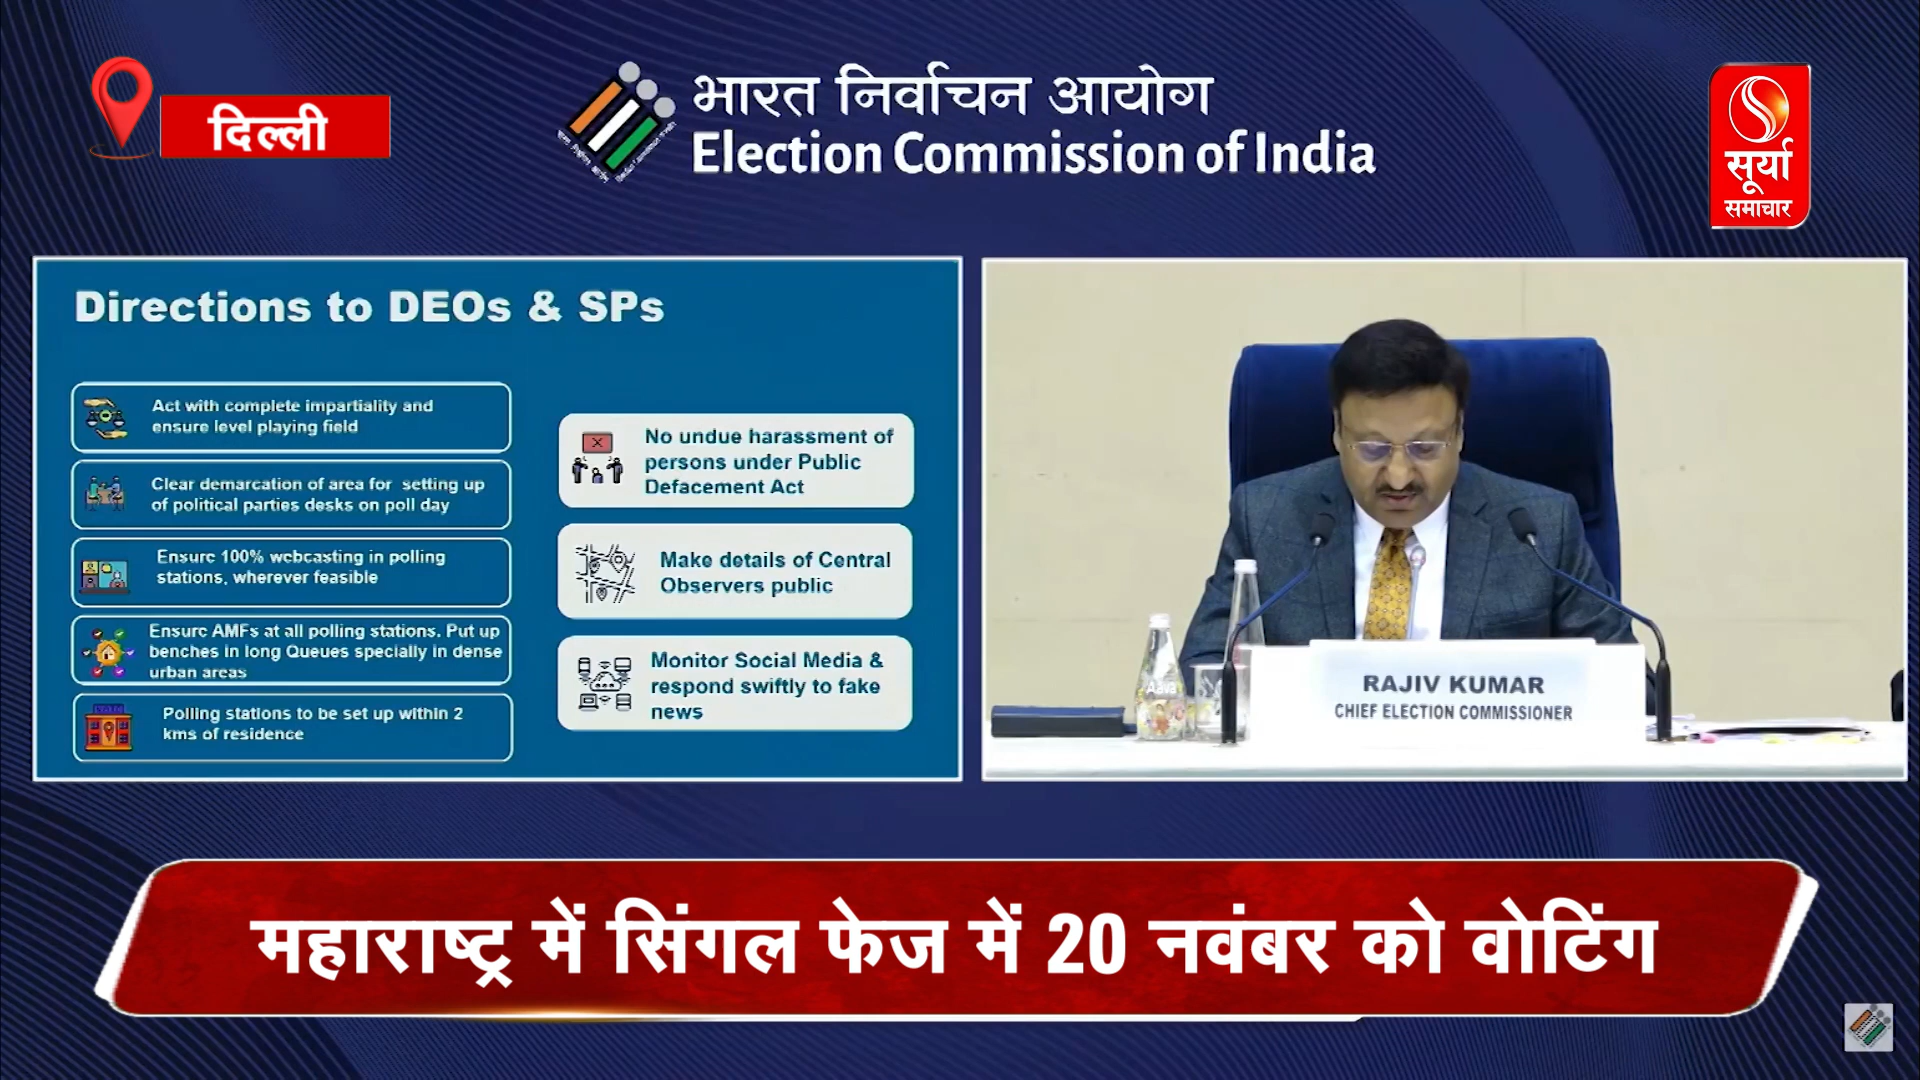 दिल्ली
भारत निर्वाचन आयोग
Election Commission of India
सूर्या
समाचार
Directions to DEOs & SPs
Act with complete impartiality and
ensure level playing field
Clear demarcation of area for setting up
of political parties desks on poll day
Ensure 100% webcasting in polling
stations, wherever feasible
Ensure AMFs at all polling stations. Put up
benches in long Queues specially in dense
urban areas
Polling stations to be set up within 2
kms of residence
No undue harassment of
persons under Public
Defacement Act
Make details of Central
Observers public
Monitor Social Media &
respond swiftly to fake
news
Aava
RAJIV KUMAR
CHIEF ELECTION COMMISSIONER
महाराष्ट्र में सिंगल फेज में 20 नवंबर को वोटिंग